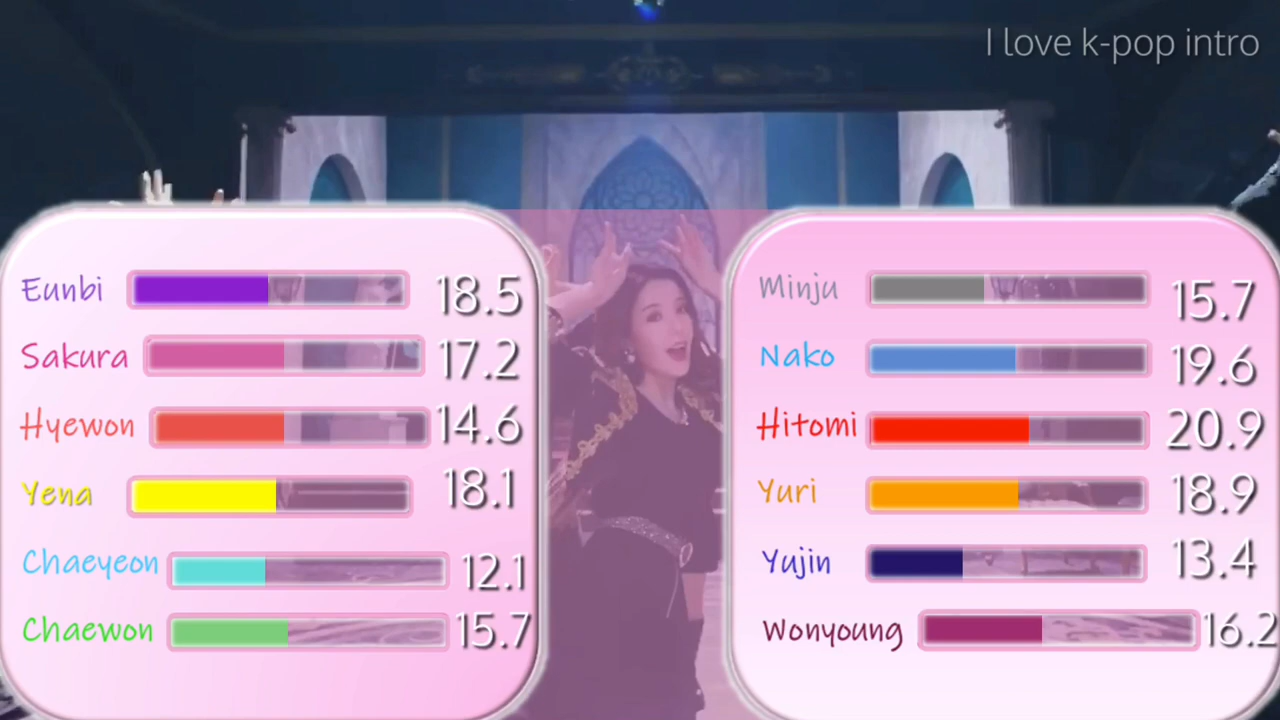 I love k-pop intro
Eunbi 18.5
Sakura 17.2
Hyewon 14.6
Yena 18.1
Chaeyeon 12.1
Chaewon 15.7
Minju 15.7
Nako 19.6
Hitomi 20.9
Yuri 18.9
Yujin 13.4
Wonyoung 16.2